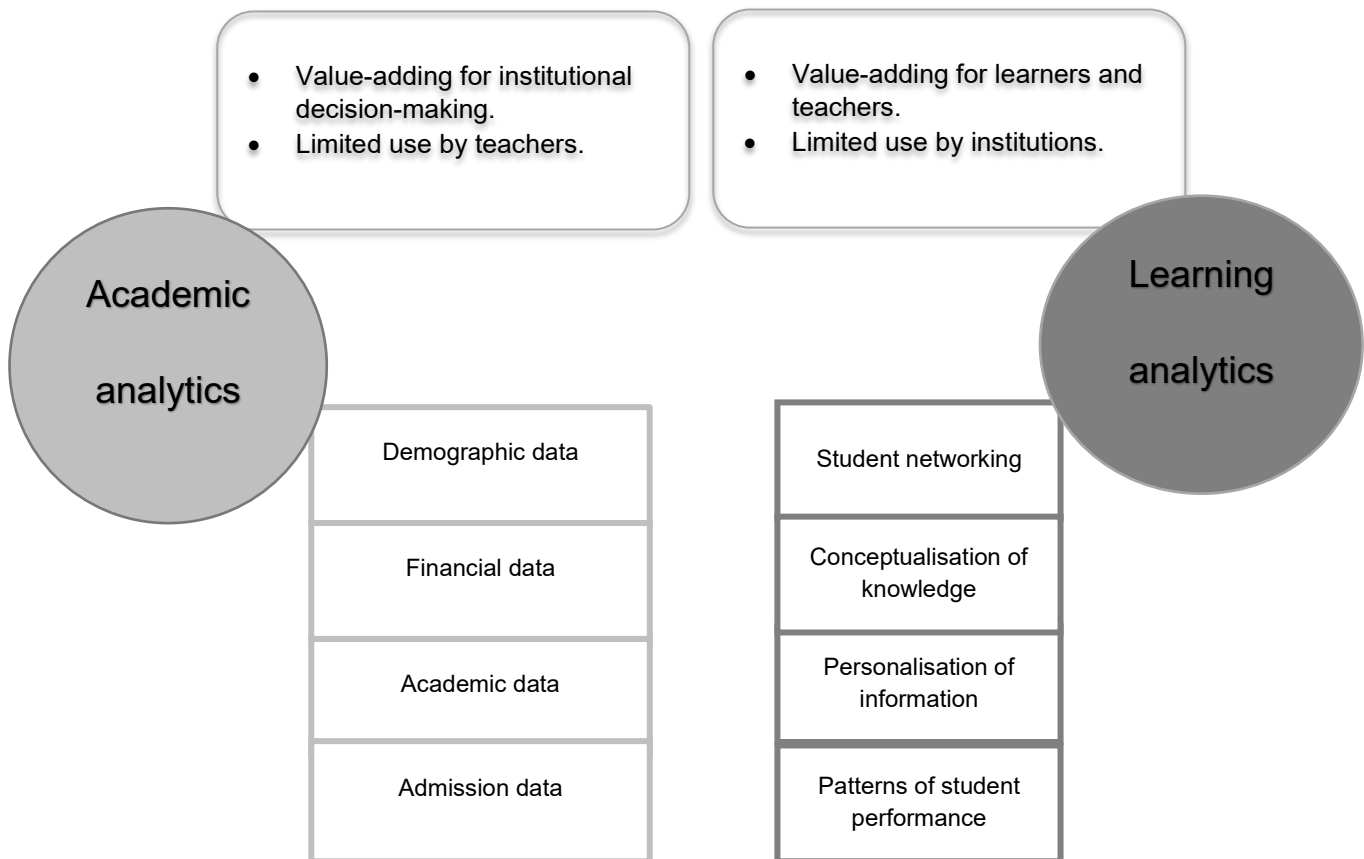 • Value-adding for institutional
decision-making.
• Limited use by teachers.
• Value-adding for learners and
teachers.
• Limited use by institutions.
Academic
analytics
Learning
analytics
Demographic data
Financial data
Academic data
Admission data
Student networking
Conceptualisation of
knowledge
Personalisation of
information
Patterns of student
performance